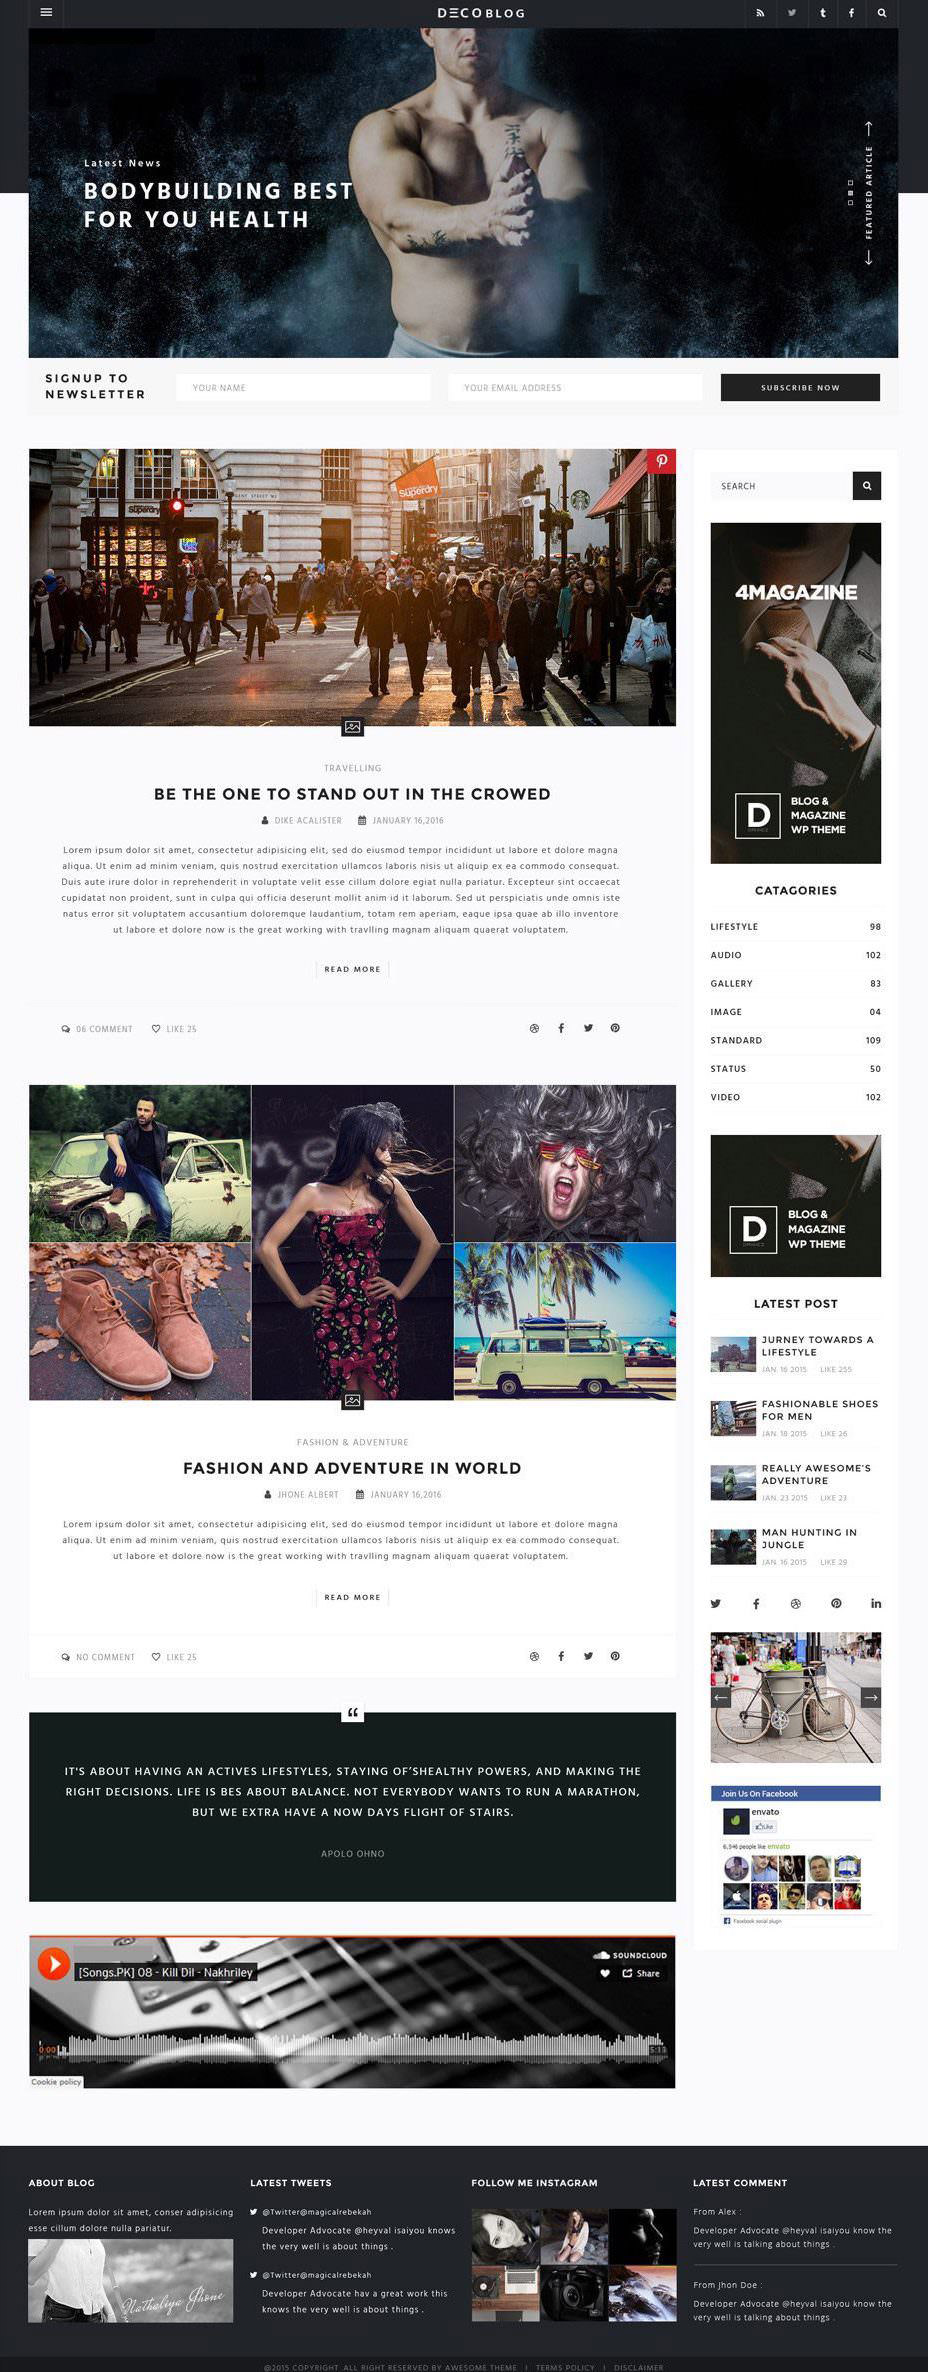 DECOBLOG
Latest News
BODYBUILDING BEST
FOR YOU HEALTH
FEATURED ARTICLE
SIGNUP TO
NEWSLETTER
YOUR NAME
YOUR EMAIL ADDRESS
SUBSCRIBE NOW
Superdry
Superdry
TRAVELLING
BE THE ONE TO STAND OUT IN THE CROWED
DIKE ACALISTER JANUARY 16,2016
Lorem ipsum dolor sit amet, consectetur adipisicing elit, sed do eiusmod tempor incididunt ut labore et dolore magna
aliqua. Ut enim ad minim veniam, quis nostrud exercitation ullamcos laboris nisis ut aliquip ex ea commodo consequat.
Duis aute irure dolor in reprehenderit in voluptate velit esse cillum dolore egiat nulla pariatur. Excepteur sint occaecat
cupidatat non proident, sunt in culpa qui officia deserunt mollit anim id it laborum. Sed ut perspiciatis unde omnis iste
natus error sit voluptatem accusantium doloremque laudantium, totam rem aperiam, eaque ipsa quae ab illo inventore
ut labore et dolore now is the great working with travlling magnam aliquam quaerat voluptatem.
READ MORE
06 COMMENT LIKE 25
FASHION & ADVENTURE
FASHION AND ADVENTURE IN WORLD
JHONE ALBERT JANUARY 16,2016
Lorem ipsum dolor sit amet, consectetur adipisicing elit, sed do eiusmod tempor incididunt ut labore et dolore magna
aliqua. Ut enim ad minim veniam, quis nostrud exercitation ullamcos laboris nisis ut aliquip ex ea commodo consequat.
ut labore et dolore now is the great working with travlling magnam aliquam quaerat voluptatem.
READ MORE
NO COMMENT LIKE 25
IT'S ABOUT HAVING AN ACTIVES LIFESTYLES, STAYING OF'SHEALTHY POWERS, AND MAKING THE
RIGHT DECISIONS. LIFE IS BES ABOUT BALANCE. NOT EVERYBODY WANTS TO RUN A MARATHON,
BUT WE EXTRA HAVE A NOW DAYS FLIGHT OF STAIRS.
APOLO OHNO
SOUNDCLOUD
[Songs.PK] 08 - Kill Dil - Nakhriley
Share
0:00
5:13
Cookie policy
SEARCH
4MAGAZINE
D
BLOG &
MAGAZINE
WP THEME
CATAGORIES
LIFESTYLE 98
AUDIO 102
GALLERY 83
IMAGE 04
STANDARD 109
STATUS 50
VIDEO 102
D
BLOG &
MAGAZINE
WP THEME
LATEST POST
JURNEY TOWARDS A
LIFESTYLE
JAN. 16 2015 LIKE 255
FASHIONABLE SHOES
FOR MEN
JAN. 18 2015 LIKE 26
REALLY AWESOME'S
ADVENTURE
JAN. 23 2015 LIKE 23
MAN HUNTING IN
JUNGLE
JAN. 16 2015 LIKE 29
Join Us On Facebook
envato
Like
6,946 people like envato
Facebook social plugin
ABOUT BLOG
Lorem ipsum dolor sit amet, conser adipisicing
esse cillum dolore nulla pariatur.
Nathaliya Jhone
LATEST TWEETS
@Twitter@magicalrebekah
Developer Advocate @heyval isaiyou knows
the very well is about things .
@Twitter@magicalrebekah
Developer Advocate hav a great work this
knows the very well is about things .
FOLLOW ME INSTAGRAM
LATEST COMMENT
From Alex :
Developer Advocate @heyval isaiyou know the
very well is talking about things .
From Jhon Doe :
Developer Advocate @heyval isaiyou know the
very well is talking about things .
@2015 COPYRIGHT. ALL RIGHT RESERVED BY AWESOME THEME | TERMS POLICY | DISCLAIMER